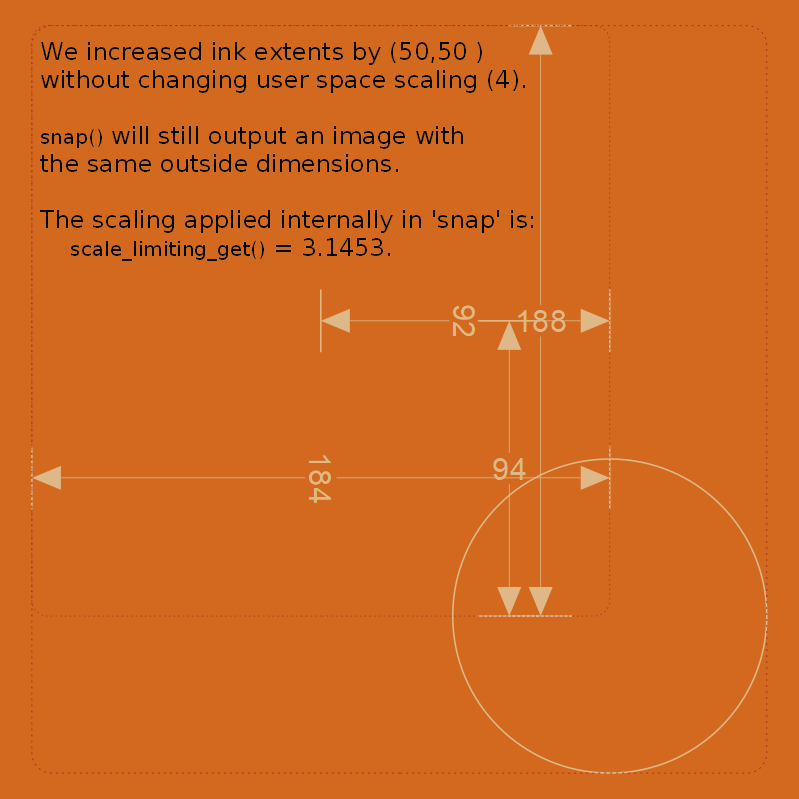 We increased ink extents by (50,50 )
without changing user space scaling (4).
snap() will still output an image with
the same outside dimensions.
The scaling applied internally in 'snap' is:
scale_limiting_get() = 3.1453.
92
188
184
94